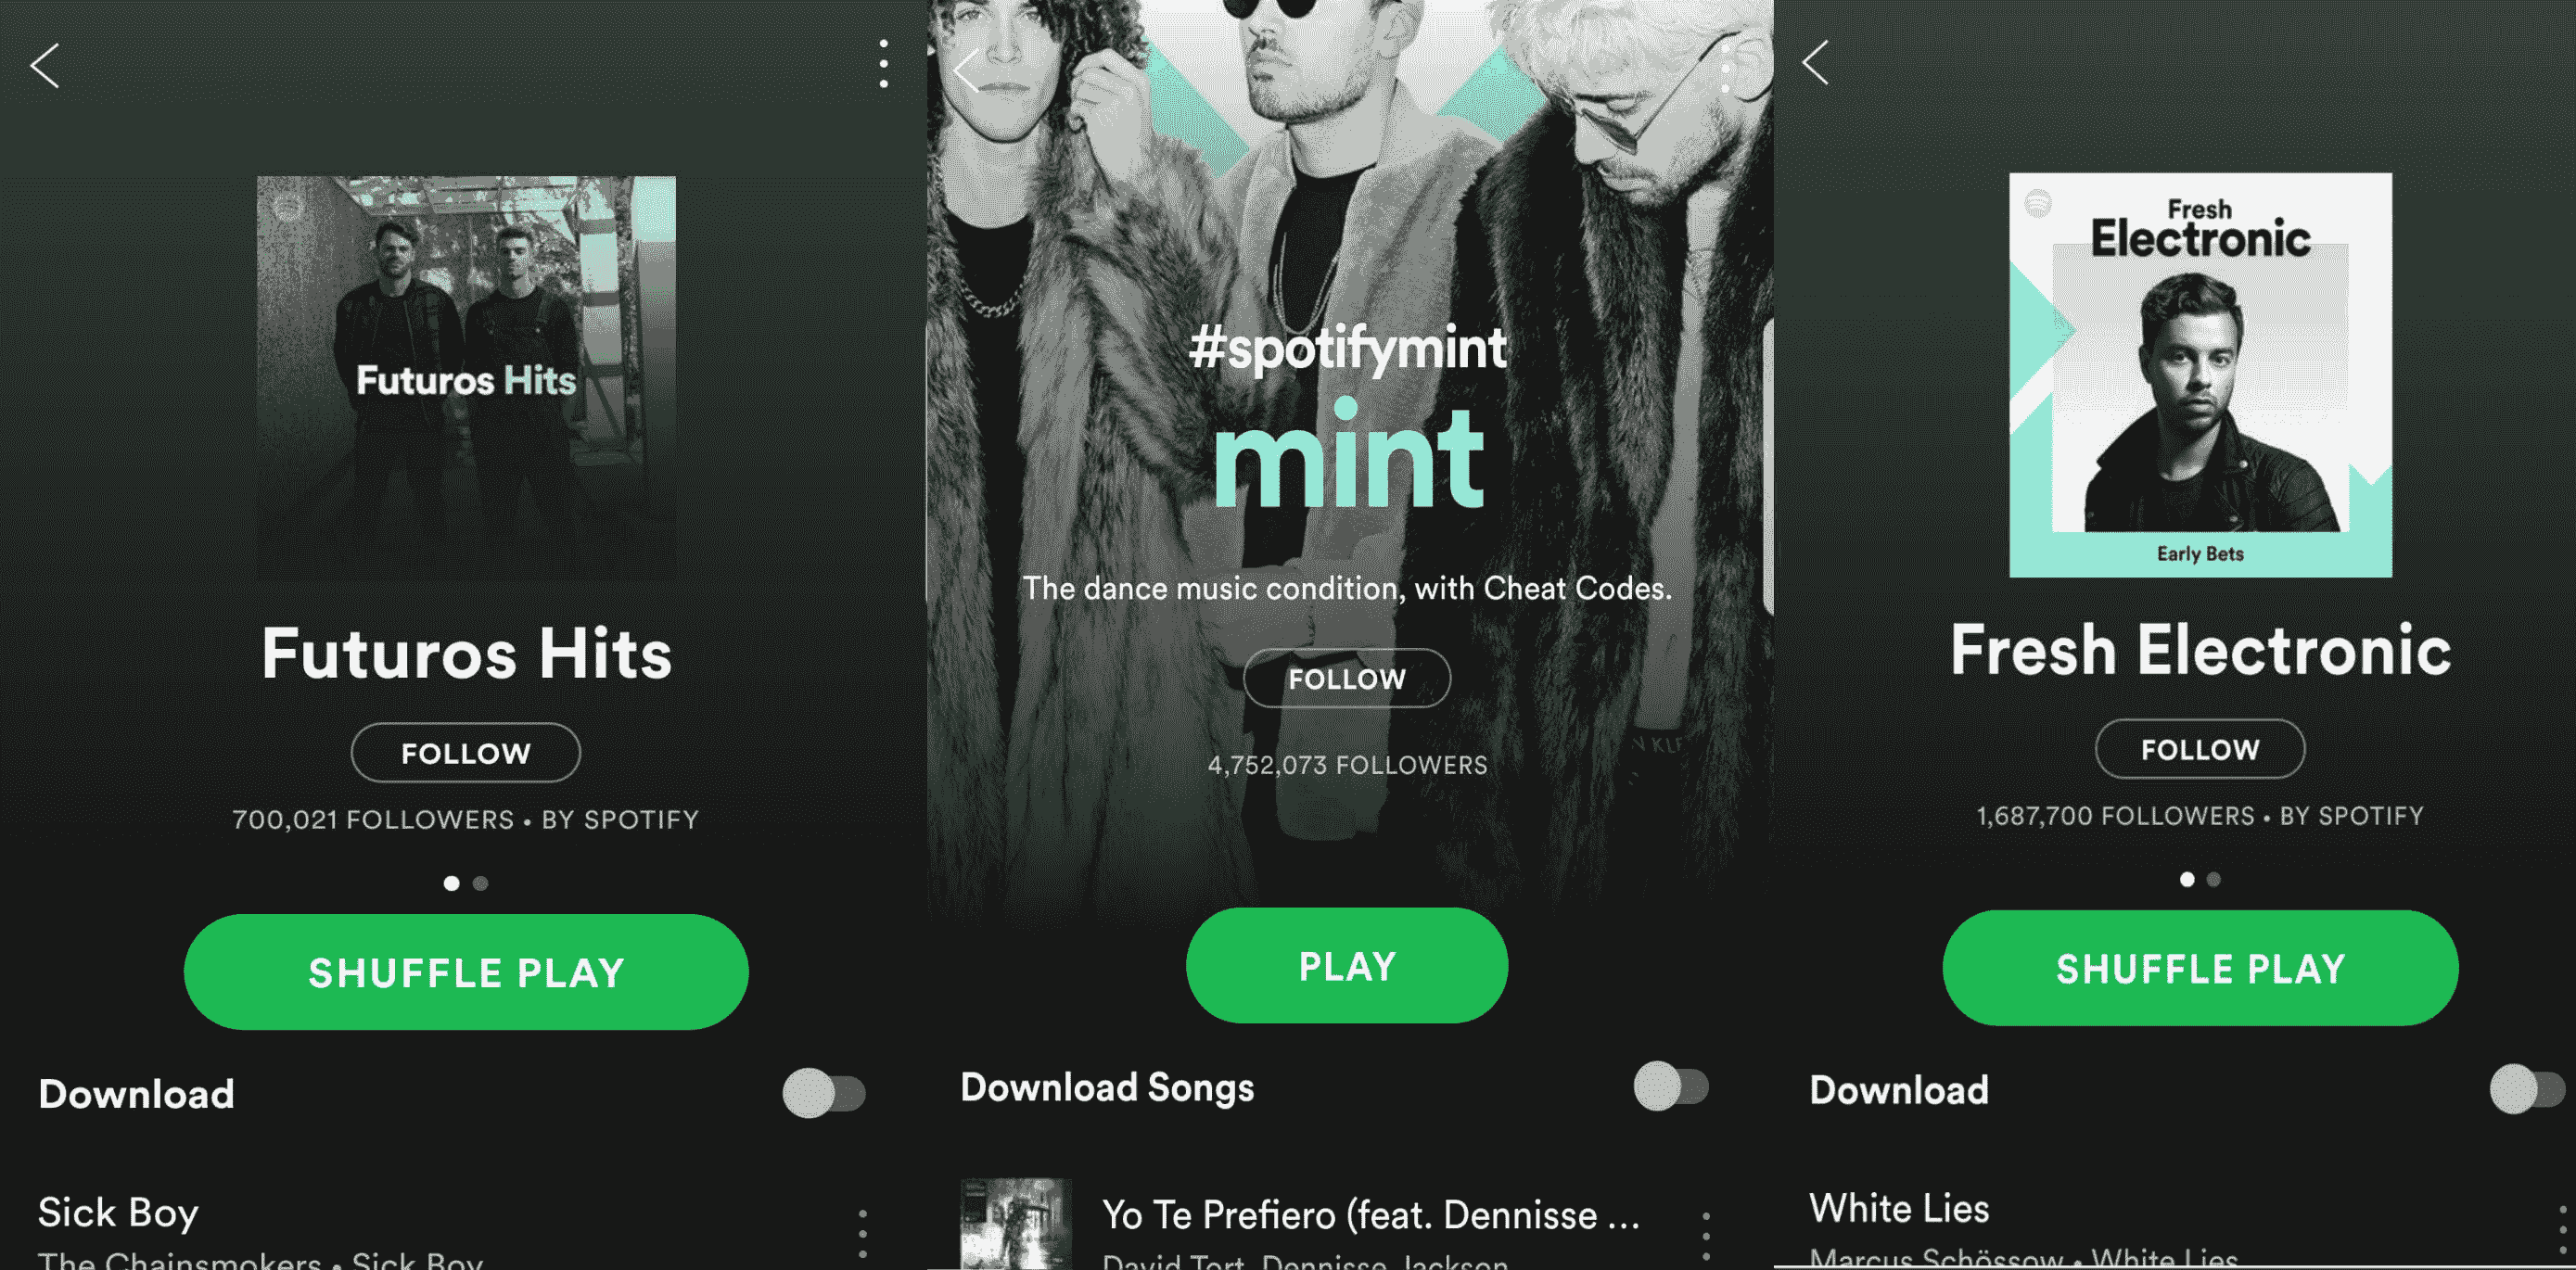 Futuros Hits
Futuros Hits
FOLLOW
700,021 FOLLOWERS • BY SPOTIFY
SHUFFLE PLAY
Download
Sick Boy
The Chainsmokers • Sick Boy
#spotifymint
mint
The dance music condition, with Cheat Codes.
FOLLOW
4,752,073 FOLLOWERS
PLAY
Download Songs
Yo Te Prefiero (feat. Dennisse ...
David Tort, Dennisse Jackson
Fresh
Electronic
Early Bets
Fresh Electronic
FOLLOW
1,687,700 FOLLOWERS • BY SPOTIFY
SHUFFLE PLAY
Download
White Lies
Marcus Schössow • White Lies